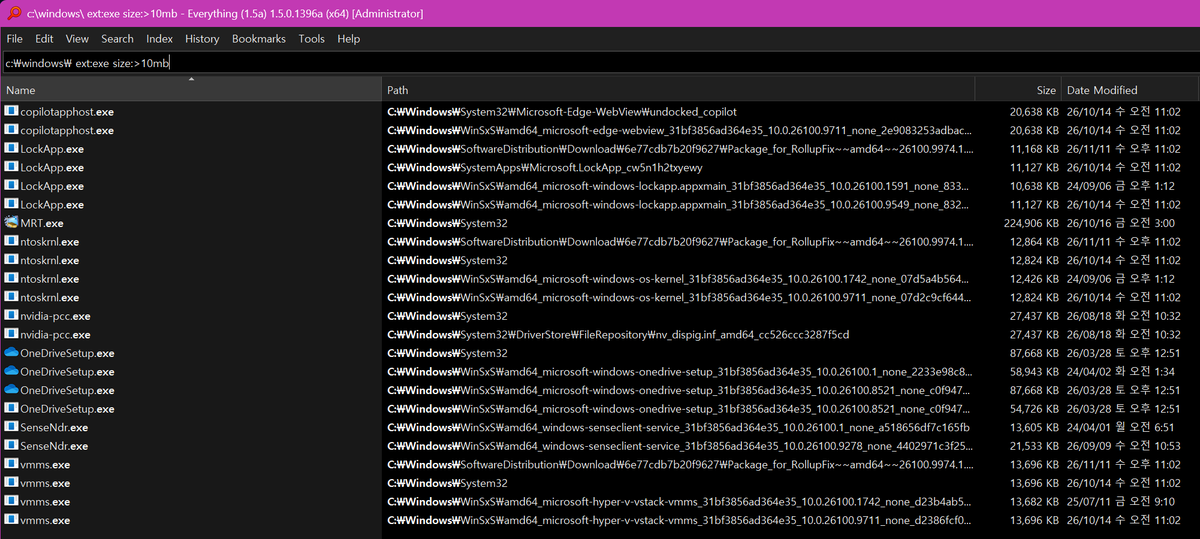 c:\windows\ ext:exe size:>10mb - Everything (1.5a) 1.5.0.1396a (x64) [Administrator]
File Edit View Search Index History Bookmarks Tools Help
c:₩windows₩ ext:exe size:>10mb
Name Path Size Date Modified
copilotapphost.exe C:₩Windows₩System32₩Microsoft-Edge-WebView₩undocked_copilot 20,638 KB 26/10/14 수 오전 11:02
copilotapphost.exe C:₩Windows₩WinSxS₩amd64_microsoft-edge-webview_31bf3856ad364e35_10.0.26100.9711_none_2e9083253adbac... 20,638 KB 26/10/14 수 오전 11:02
LockApp.exe C:₩Windows₩SoftwareDistribution₩Download₩6e77cdb7b20f9627₩Package_for_RollupFix~~amd64~~26100.9974.1.... 11,168 KB 26/11/11 수 오후 11:02
LockApp.exe C:₩Windows₩SystemApps₩Microsoft.LockApp_cw5n1h2txyewy 11,127 KB 26/10/14 수 오전 11:02
LockApp.exe C:₩Windows₩WinSxS₩amd64_microsoft-windows-lockapp.appxmain_31bf3856ad364e35_10.0.26100.1591_none_833... 10,638 KB 24/09/06 금 오후 1:12
LockApp.exe C:₩Windows₩WinSxS₩amd64_microsoft-windows-lockapp.appxmain_31bf3856ad364e35_10.0.26100.9549_none_832... 11,127 KB 26/10/14 수 오전 11:02
MRT.exe C:₩Windows₩System32 224,906 KB 26/10/16 금 오전 3:00
ntoskrnl.exe C:₩Windows₩SoftwareDistribution₩Download₩6e77cdb7b20f9627₩Package_for_RollupFix~~amd64~~26100.9974.1.... 12,864 KB 26/11/11 수 오후 11:02
ntoskrnl.exe C:₩Windows₩System32 12,824 KB 26/10/14 수 오전 11:02
ntoskrnl.exe C:₩Windows₩WinSxS₩amd64_microsoft-windows-os-kernel_31bf3856ad364e35_10.0.26100.1742_none_07d5a4b564... 12,426 KB 24/09/06 금 오후 1:12
ntoskrnl.exe C:₩Windows₩WinSxS₩amd64_microsoft-windows-os-kernel_31bf3856ad364e35_10.0.26100.9711_none_07d2c9cf644... 12,824 KB 26/10/14 수 오전 11:02
nvidia-pcc.exe C:₩Windows₩System32 27,437 KB 26/08/18 화 오전 10:32
nvidia-pcc.exe C:₩Windows₩System32₩DriverStore₩FileRepository₩nv_dispig.inf_amd64_cc526ccc3287f5cd 27,437 KB 26/08/18 화 오전 10:32
OneDriveSetup.exe C:₩Windows₩System32 87,668 KB 26/03/28 토 오후 12:51
OneDriveSetup.exe C:₩Windows₩WinSxS₩amd64_microsoft-windows-onedrive-setup_31bf3856ad364e35_10.0.26100.1_none_2233e98c8... 58,943 KB 24/04/02 화 오전 1:34
OneDriveSetup.exe C:₩Windows₩WinSxS₩amd64_microsoft-windows-onedrive-setup_31bf3856ad364e35_10.0.26100.8521_none_c0f947... 87,668 KB 26/03/28 토 오후 12:51
OneDriveSetup.exe C:₩Windows₩WinSxS₩amd64_microsoft-windows-onedrive-setup_31bf3856ad364e35_10.0.26100.8521_none_c0f947... 54,726 KB 26/03/28 토 오후 12:51
SenseNdr.exe C:₩Windows₩WinSxS₩amd64_windows-senseclient-service_31bf3856ad364e35_10.0.26100.1_none_a518656df7c165fb 13,605 KB 24/04/01 월 오전 6:51
SenseNdr.exe C:₩Windows₩WinSxS₩amd64_windows-senseclient-service_31bf3856ad364e35_10.0.26100.9278_none_4402971c3f25... 21,533 KB 26/09/09 수 오전 10:53
vmms.exe C:₩Windows₩SoftwareDistribution₩Download₩6e77cdb7b20f9627₩Package_for_RollupFix~~amd64~~26100.9974.1.... 13,696 KB 26/11/11 수 오후 11:02
vmms.exe C:₩Windows₩System32 13,696 KB 26/10/14 수 오전 11:02
vmms.exe C:₩Windows₩WinSxS₩amd64_microsoft-hyper-v-vstack-vmms_31bf3856ad364e35_10.0.26100.1742_none_d23b4ab5... 13,682 KB 25/07/11 금 오전 9:10
vmms.exe C:₩Windows₩WinSxS₩amd64_microsoft-hyper-v-vstack-vmms_31bf3856ad364e35_10.0.26100.9711_none_d2386fcf0... 13,696 KB 26/10/14 수 오전 11:02